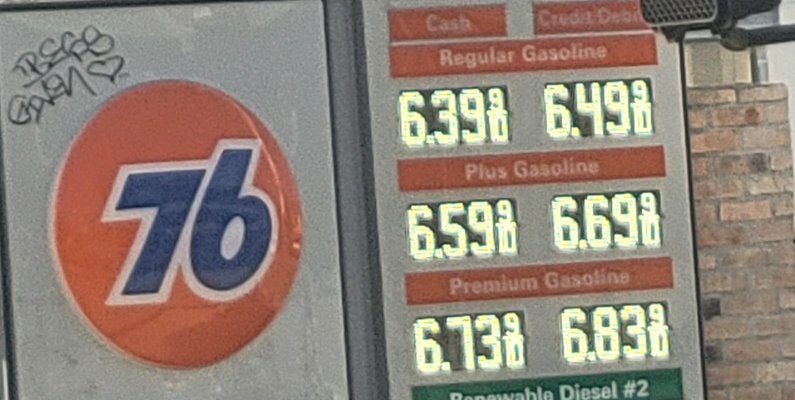 76
Cash Credit/Debit
Regular Gasoline
6.39 9/10 6.49 9/10
Plus Gasoline
6.59 9/10 6.69 9/10
Premium Gasoline
6.73 9/10 6.83 9/10
Renewable Diesel #2